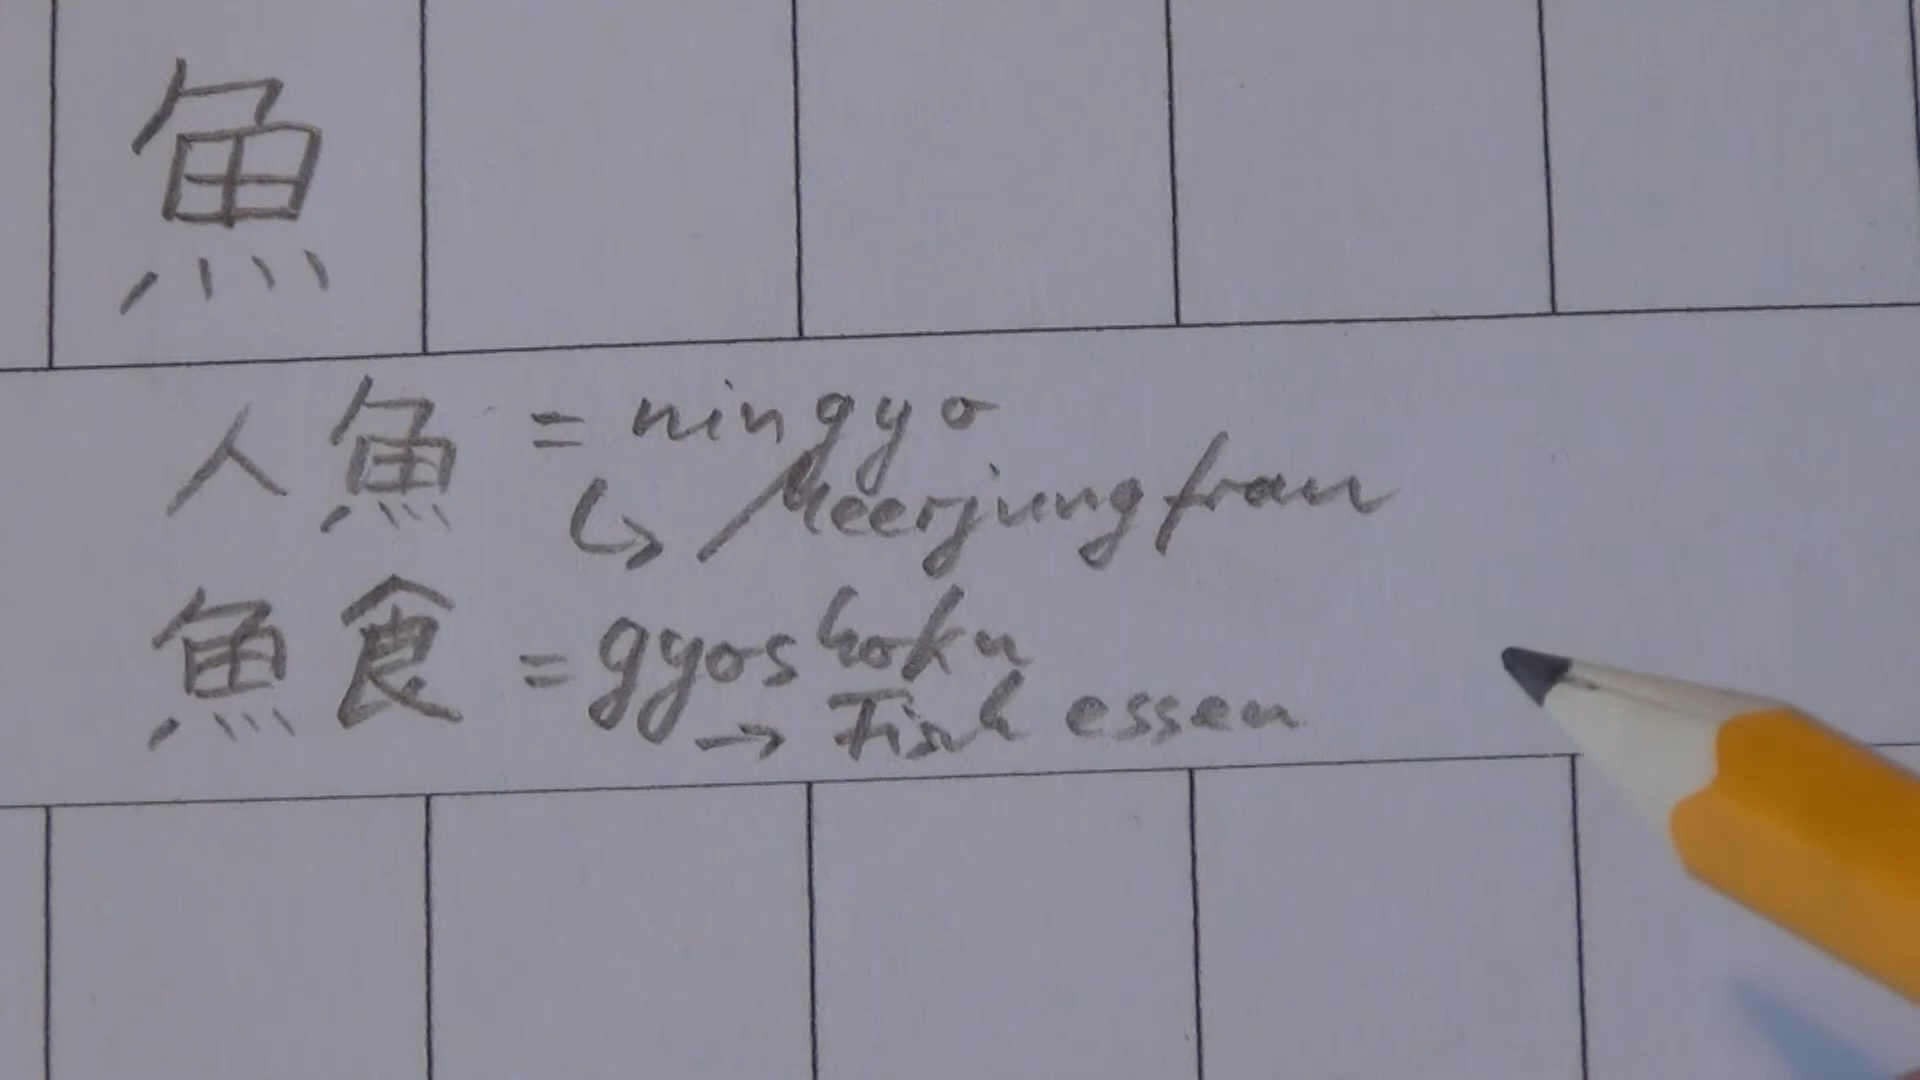 魚
人魚 = ningyo
↳ Meerjungfrau
魚食 = gyoshoku
→ Fisch essen